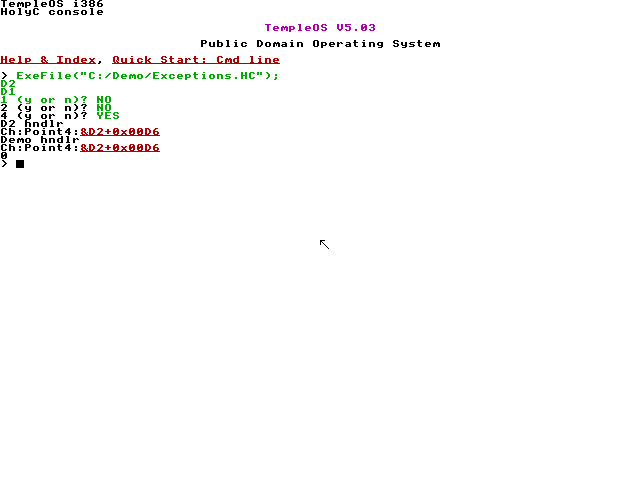 TempleOS i386
HolyC console
TempleOS V5.03
Public Domain Operating System
Help & Index, Quick Start: Cmd line
> ExeFile("C:/Demo/Exceptions.HC");
D2
D1
1 (y or n)? NO
2 (y or n)? NO
4 (y or n)? YES
D2 hndlr
Ch:Point4:&D2+0x00D6
Demo hndlr
Ch:Point4:&D2+0x00D6
0
>